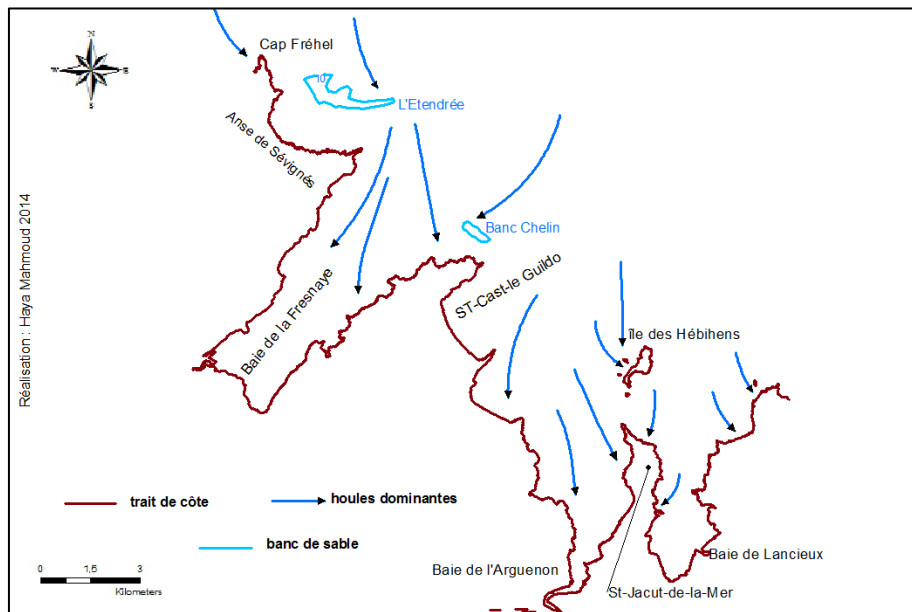 N
W
E
S
Cap Fréhel
10
L'Etendrée
Anse de Sévignés
Banc Chelin
Réalisation : Haya Mahmoud 2014
Baie de la Fresnaye
ST-Cast-le Guildo
île des Hébihens
trait de côte
houles dominantes
banc de sable
Baie de l'Arguenon
Baie de Lancieux
St-Jacut-de-la-Mer
0 1,5 3
Kilometers